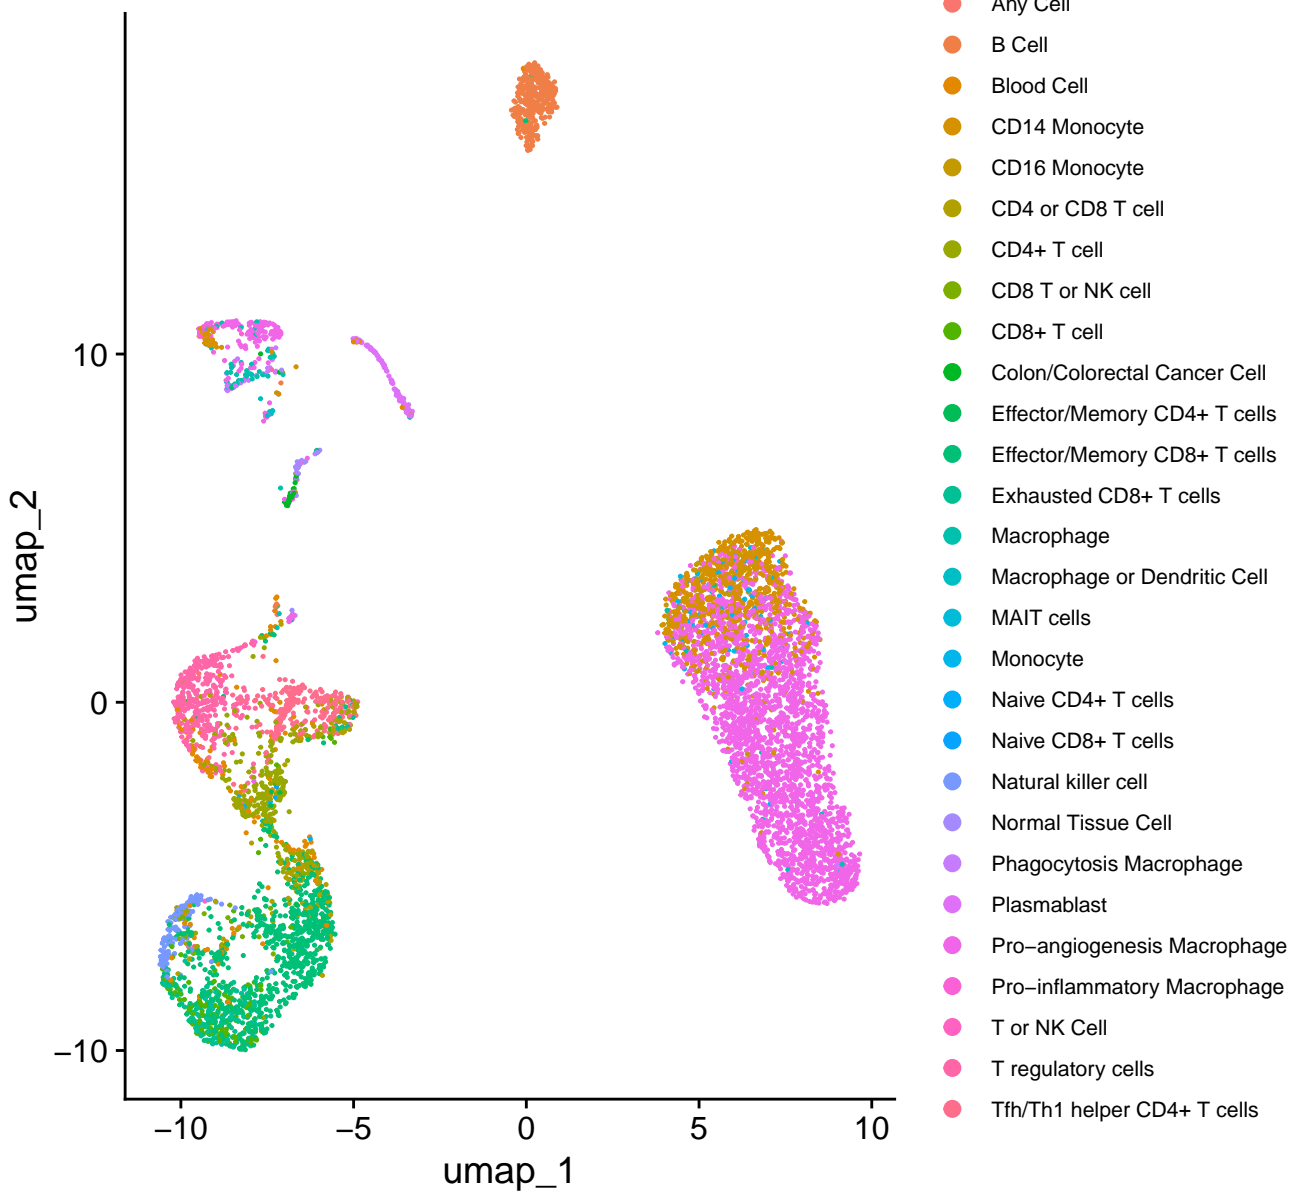 Any Cell
B Cell
Blood Cell
CD14 Monocyte
CD16 Monocyte
CD4 or CD8 T cell
CD4+ T cell
CD8 T or NK cell
CD8+ T cell
Colon/Colorectal Cancer Cell
Effector/Memory CD4+ T cells
Effector/Memory CD8+ T cells
Exhausted CD8+ T cells
Macrophage
Macrophage or Dendritic Cell
MAIT cells
Monocyte
Naive CD4+ T cells
Naive CD8+ T cells
Natural killer cell
Normal Tissue Cell
Phagocytosis Macrophage
Plasmablast
Pro−angiogenesis Macrophage
Pro−inflammatory Macrophage
T or NK Cell
T regulatory cells
Tfh/Th1 helper CD4+ T cells
10
0
−10
umap_2
−10 −5 0 5 10
umap_1